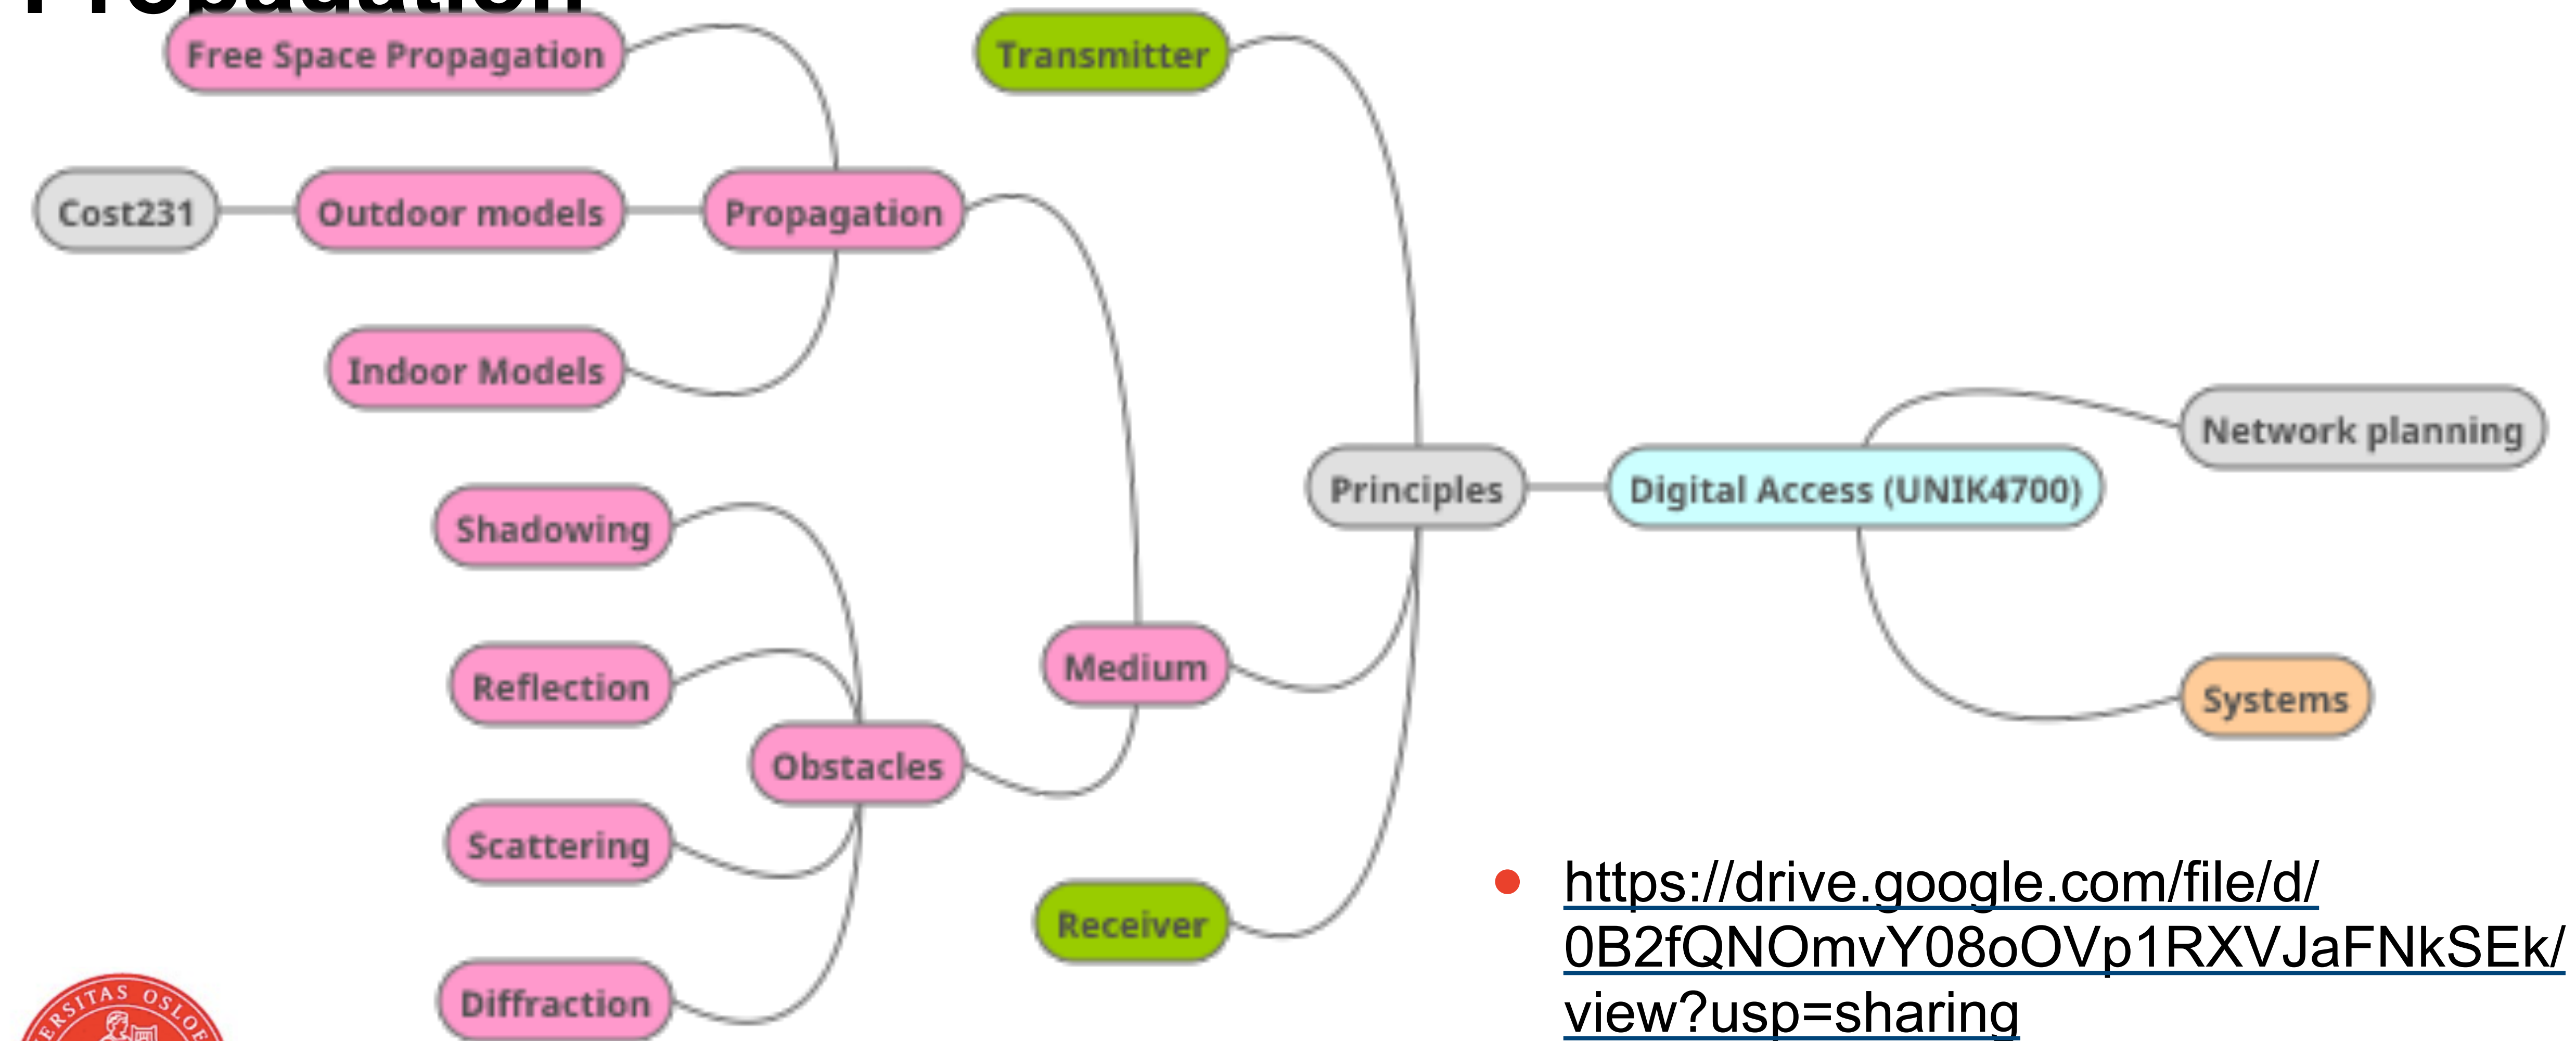 Propagation
Free Space Propagation
Transmitter
Cost231
Outdoor models
Propagation
Indoor Models
Network planning
Principles
Digital Access (UNIK4700)
Shadowing
Reflection
Medium
Systems
Obstacles
Scattering
Receiver
Diffraction
https://drive.google.com/file/d/
0B2fQNOmvY08oOVp1RXVJaFNkSEk/
view?usp=sharing